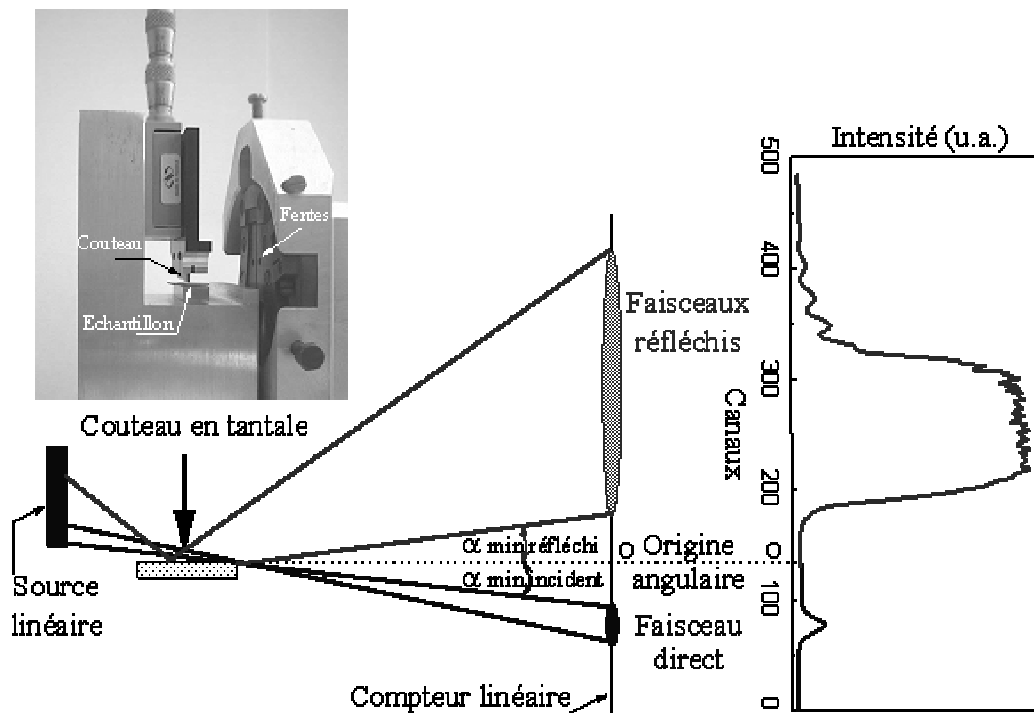 Couteau
Fentes
Echantillon
Couteau en tantale
Source
linéaire
α min réfléchi
α min incident
O Origine
angulaire
Faisceaux
réfléchis
Faisceau
direct
Compteur linéaire
Intensité (u.a.)
500
400
300
200
O
100
0
Canaux